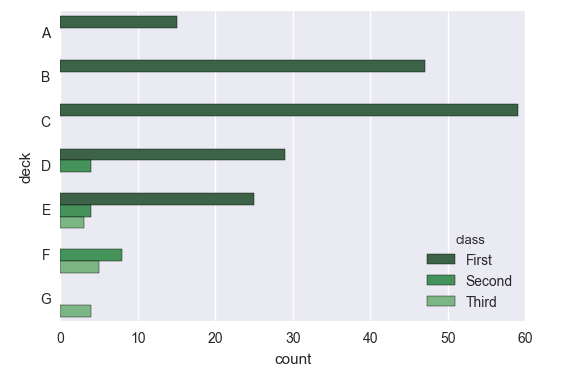 A
B
C
D
E
F
G
deck
class
First
Second
Third
0 10 20 30 40 50 60
count